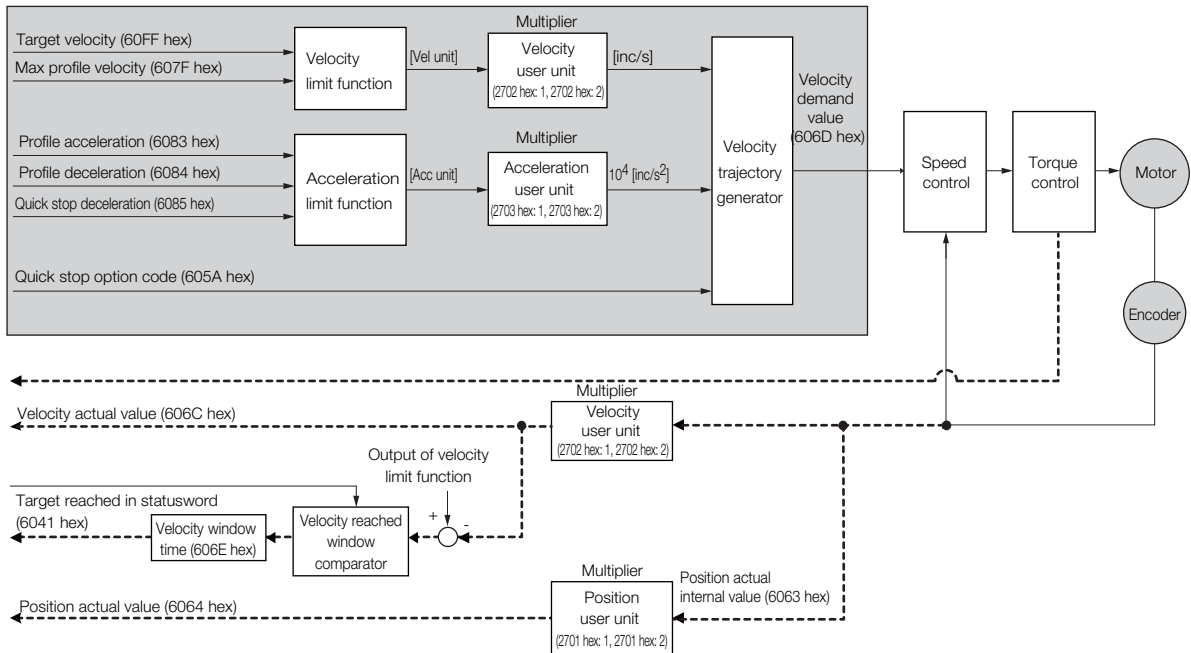 Target velocity (60FF hex)
Max profile velocity (607F hex)
Velocity
limit function
[Vel unit]
Multiplier
Velocity
user unit
(2702 hex: 1, 2702 hex: 2)
[inc/s]
Profile acceleration (6083 hex)
Profile deceleration (6084 hex)
Quick stop deceleration (6085 hex)
Acceleration
limit function
[Acc unit]
Multiplier
Acceleration
user unit
(2703 hex: 1, 2703 hex: 2)
10⁴ [inc/s²]
Quick stop option code (605A hex)
Velocity
trajectory
generator
Velocity
demand
value
(606D hex)
Speed
control
Torque
control
Motor
Encoder
Velocity actual value (606C hex)
Multiplier
Velocity
user unit
(2702 hex: 1, 2702 hex: 2)
Output of velocity
limit function
+
-
Target reached in statusword
(6041 hex)
Velocity window
time (606E hex)
Velocity reached
window
comparator
Position actual value (6064 hex)
Multiplier
Position
user unit
(2701 hex: 1, 2701 hex: 2)
Position actual
internal value (6063 hex)